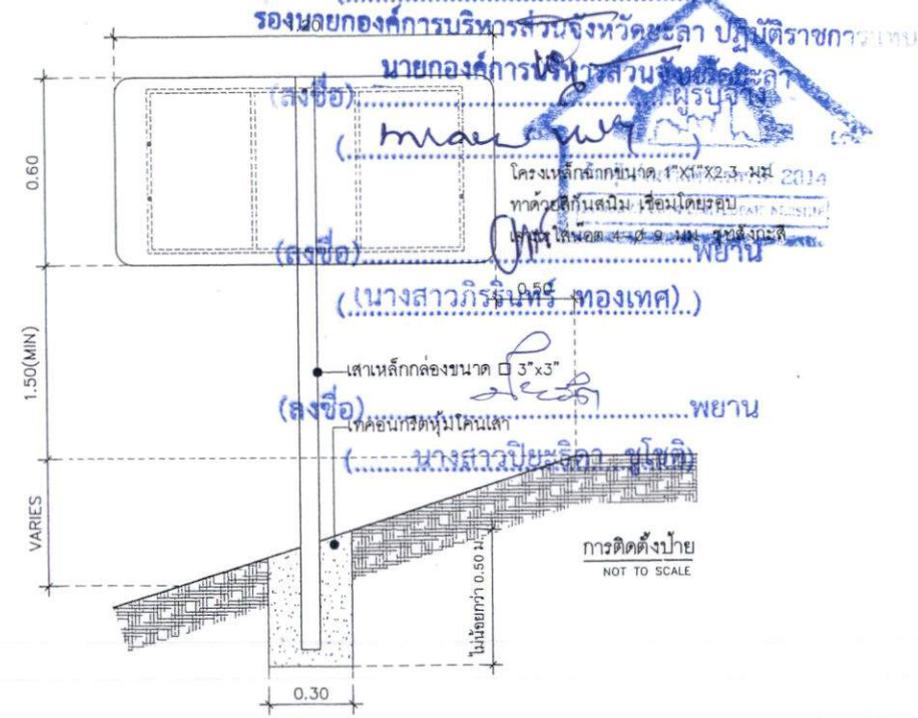 รองนายกองค์การบริหารส่วนจังหวัดยะลา ปฏิบัติราชการแทน
นายกองค์การบริหารส่วนจังหวัดยะลา
(ลงชื่อ)..............................ผู้รับจ้าง
0.60
โครงเหล็กฉากขนาด 1"X1"X2.3 มม
2014
ทาด้วยสีกันสนิม เชื่อมโดยรอบ
(ลงชื่อ)..............................พยาน
(นางสาวภิรรินทร์ ทองเทศ)
0.50
1.50(MIN)
เสาเหล็กกล่องขนาด □ 3"x3"
(ลงชื่อ)..............................พยาน
เทคอนกรีตหุ้มโคนเสา
(นางสาวปิยะธิดา ชูโชติ)
VARIES
การติดตั้งป้าย
NOT TO SCALE
ไม่น้อยกว่า 0.50 ม.
0.30